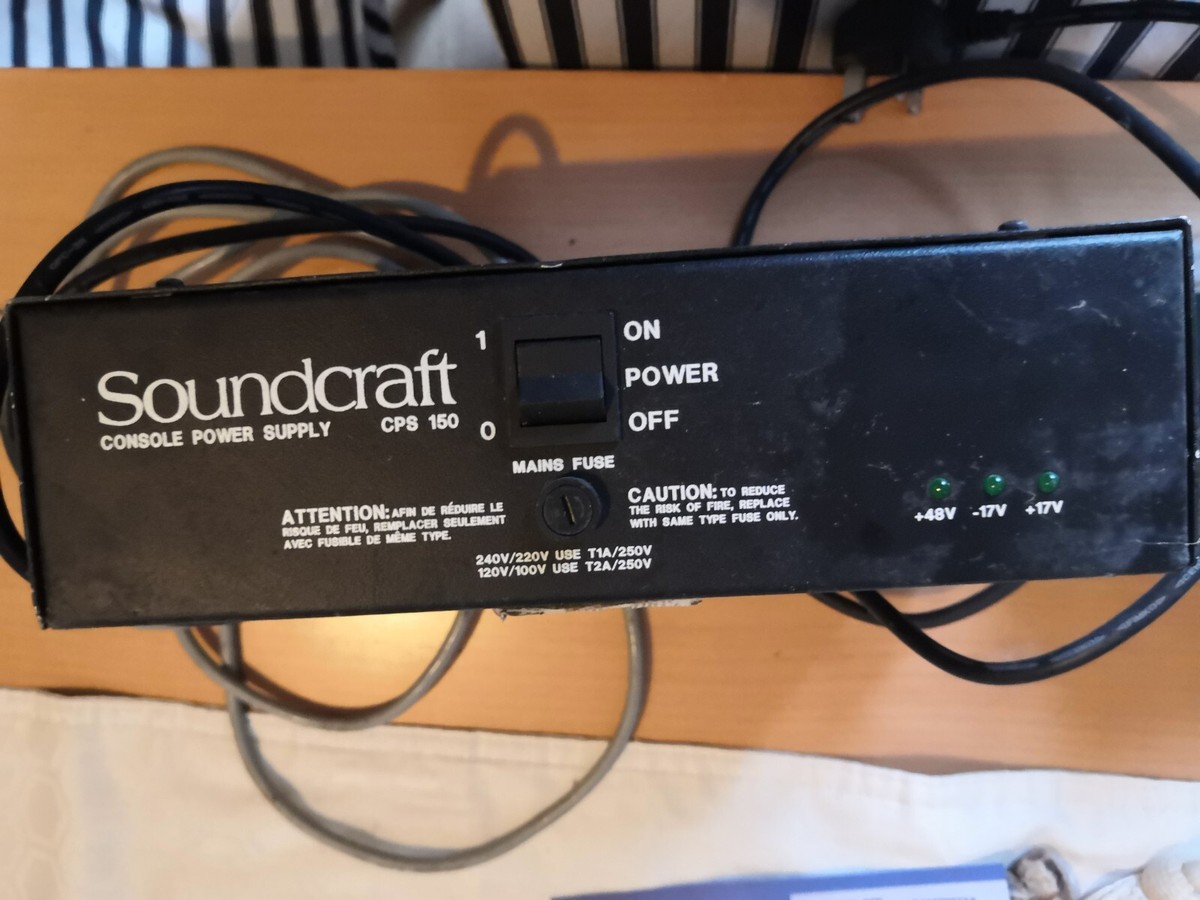 Soundcraft
CONSOLE POWER SUPPLY CPS 150
1 ON
POWER
0 OFF
MAINS FUSE
ATTENTION: AFIN DE RÉDUIRE LE
RISQUE DE FEU, REMPLACER SEULEMENT
AVEC FUSIBLE DE MÊME TYPE.
CAUTION: TO REDUCE
THE RISK OF FIRE, REPLACE
WITH SAME TYPE FUSE ONLY.
240V/220V USE T1A/250V
120V/100V USE T2A/250V
+48V -17V +17V